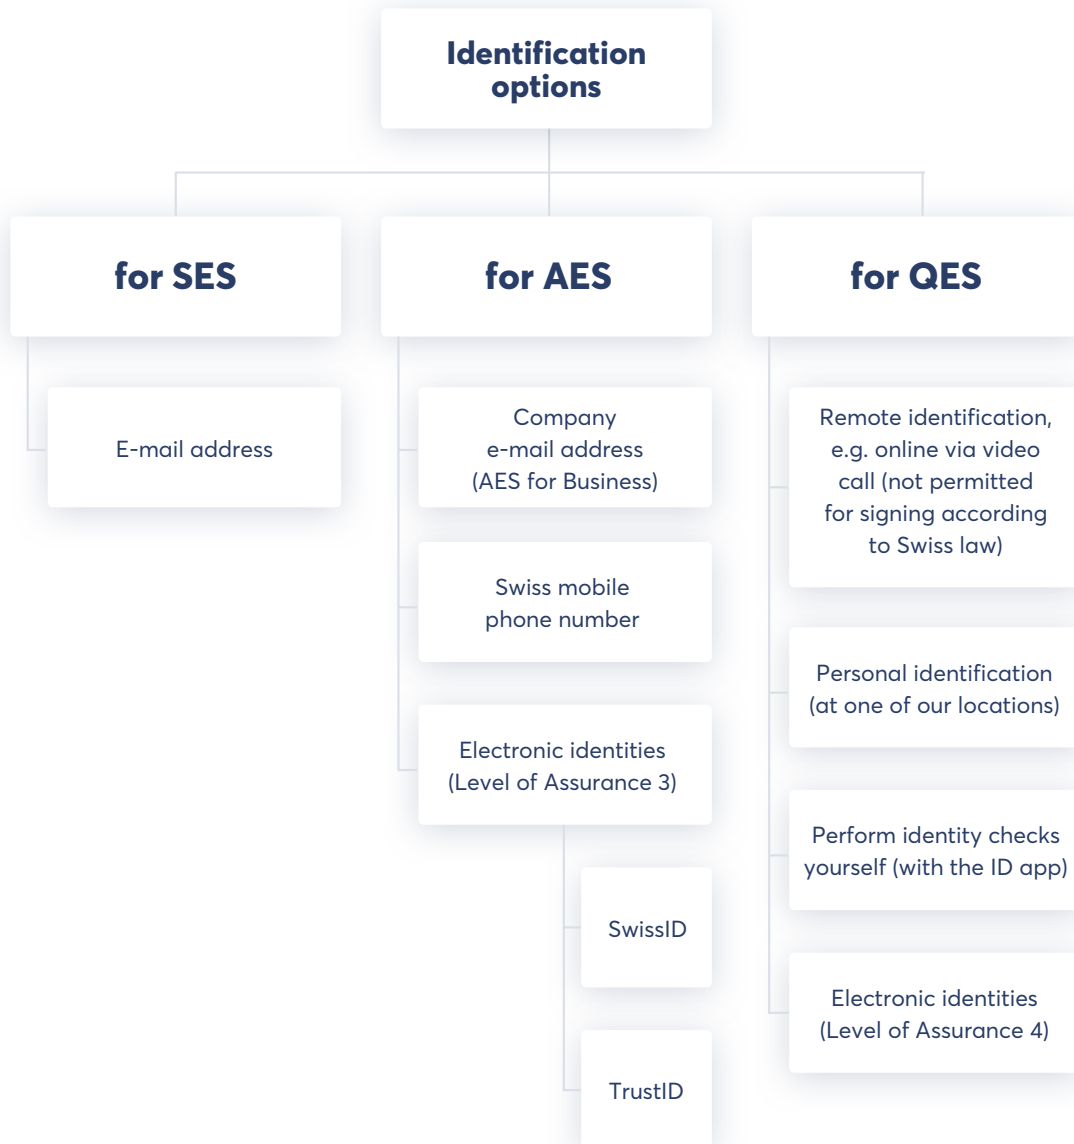 Identification
options
for SES
E-mail address
for AES
Company
e-mail address
(AES for Business)
Swiss mobile
phone number
Electronic identities
(Level of Assurance 3)
SwissID
TrustID
for QES
Remote identification,
e.g. online via video
call (not permitted
for signing according
to Swiss law)
Personal identification
(at one of our locations)
Perform identity checks
yourself (with the ID app)
Electronic identities
(Level of Assurance 4)